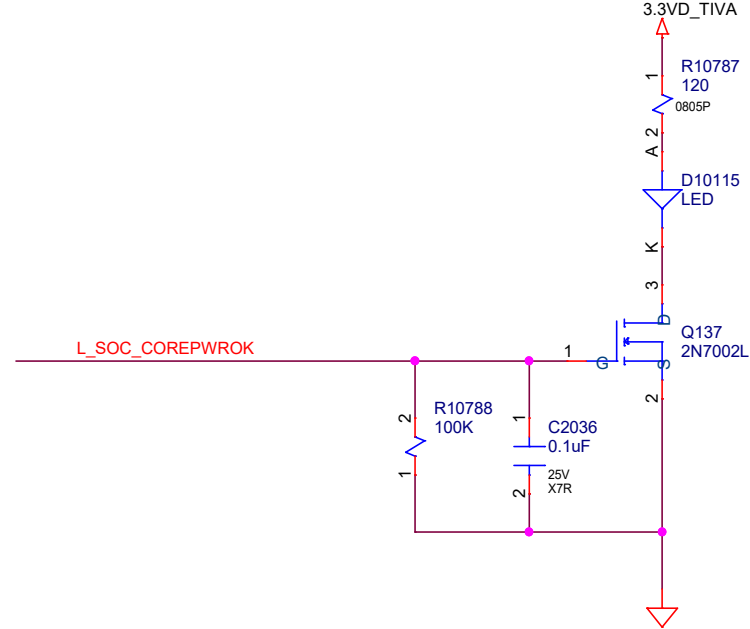 3.3VD_TIVA
1
R10787
120
0805P
2
A
D10115
LED
K
3
D
Q137
2N7002L
L_SOC_COREPWROK
1
G
S
2
2
R10788
100K
1
1
C2036
0.1uF
25V
X7R
2